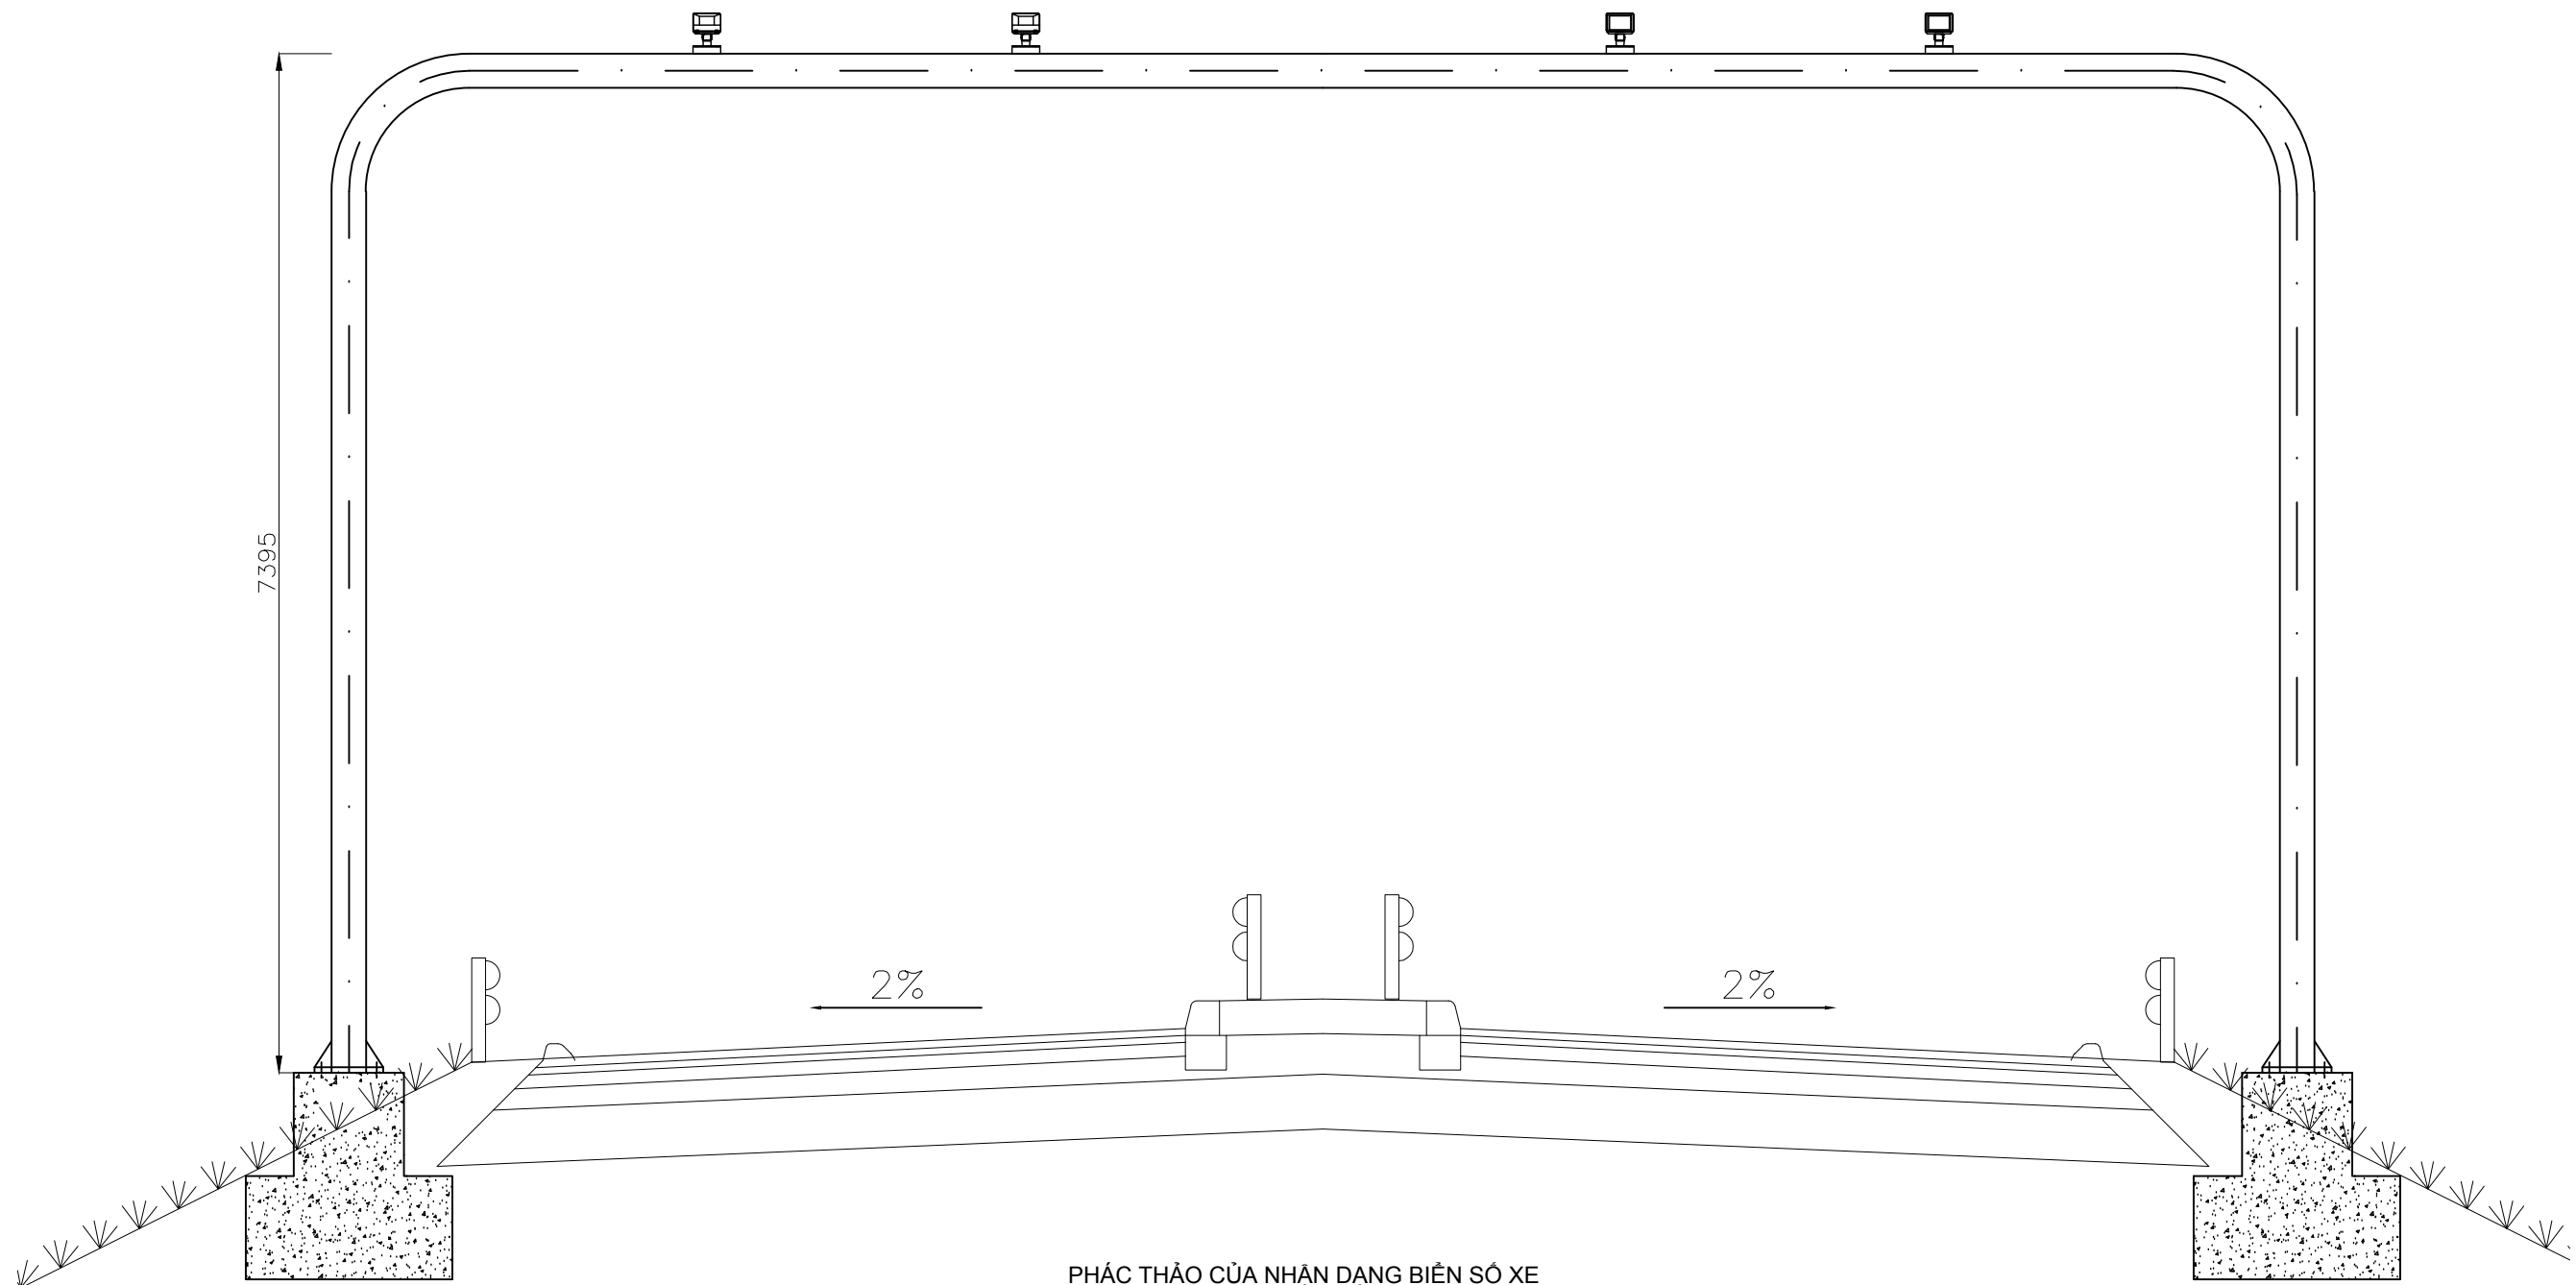 7395
2%
2%
PHÁC THẢO CỦA NHẬN DẠNG BIỂN SỐ XE